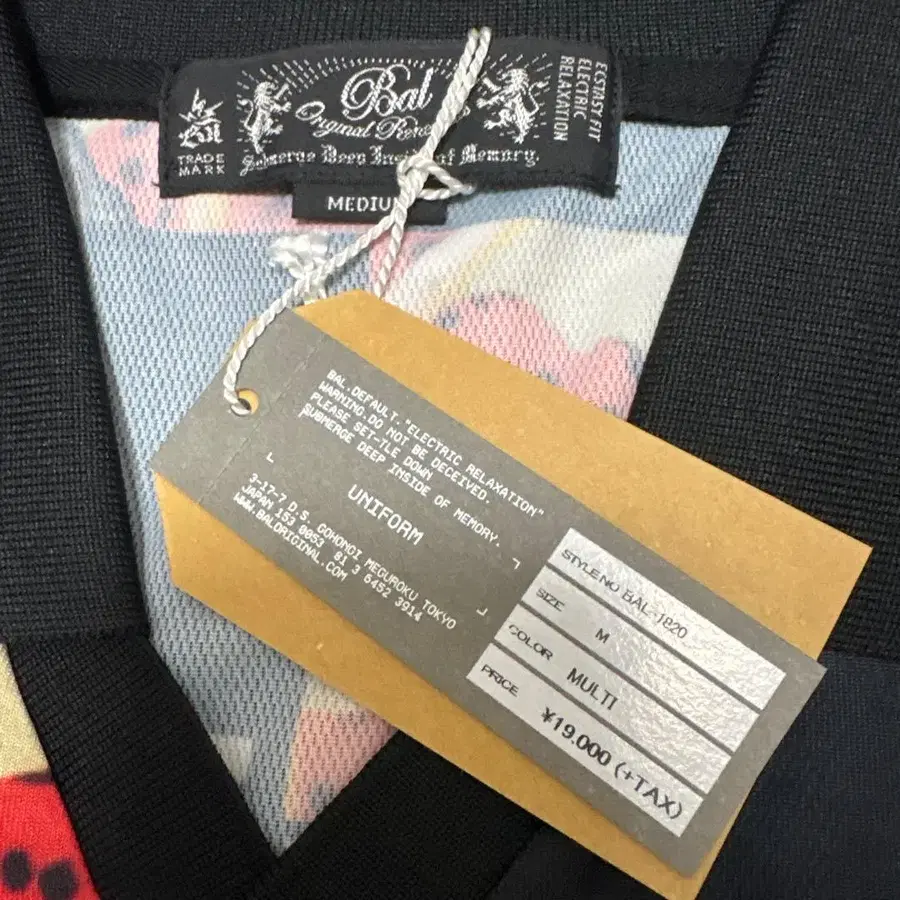 Bal
Original
Submerge Deep Inside of Memory.
TRADE
MARK
ECSTASY FIT
ELECTRIC
RELAXATION
BAL.DEFAULT."ELECTRIC RELAXATION"
WARNING.DO NOT BE DECEIVED.
PLEASE SET-TLE DOWN
SUBMERGE DEEP INSIDE OF MEMORY.
UNIFORM
3-17-7 D.S. GOHONGI MEGUROKU TOKYO
JAPAN 153 0053 81 3 6452 3914
WWW.BALORIGINAL.COM
STYLE NO BAL-1820
SIZE M
COLOR MULTI
PRICE ¥19,000 (+TAX)